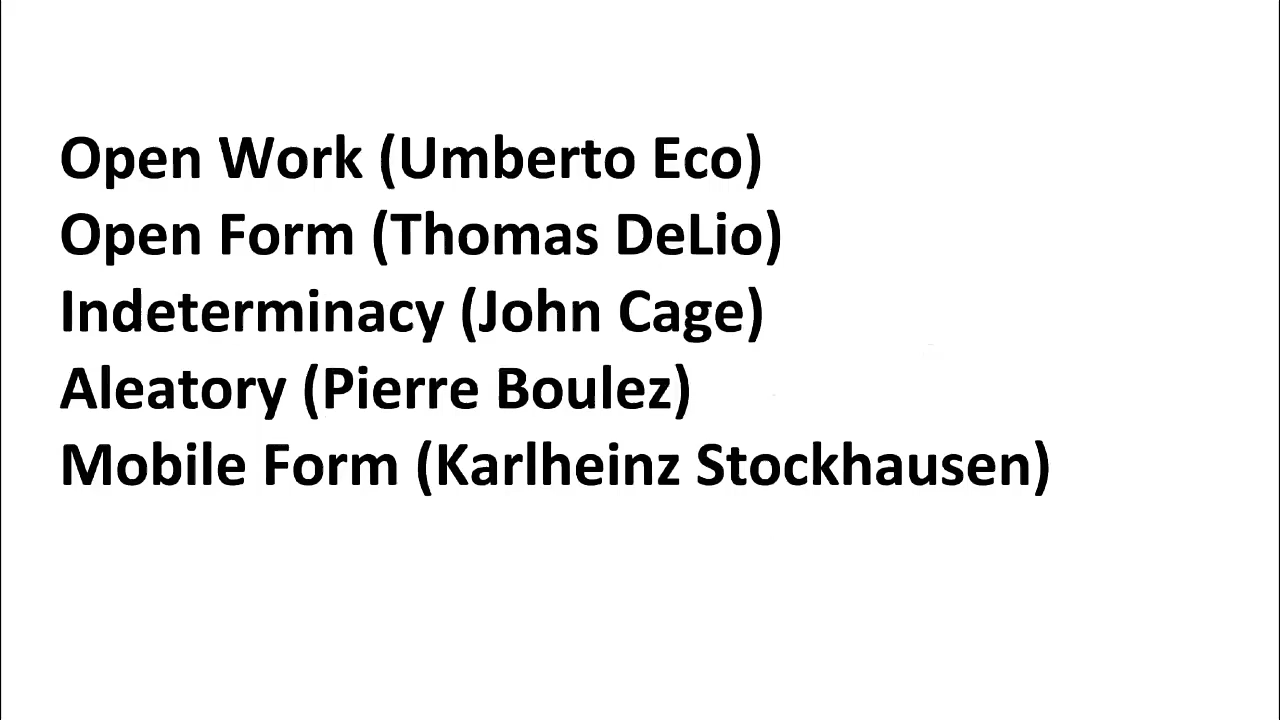 Open Work (Umberto Eco)
Open Form (Thomas DeLio)
Indeterminacy (John Cage)
Aleatory (Pierre Boulez)
Mobile Form (Karlheinz Stockhausen)